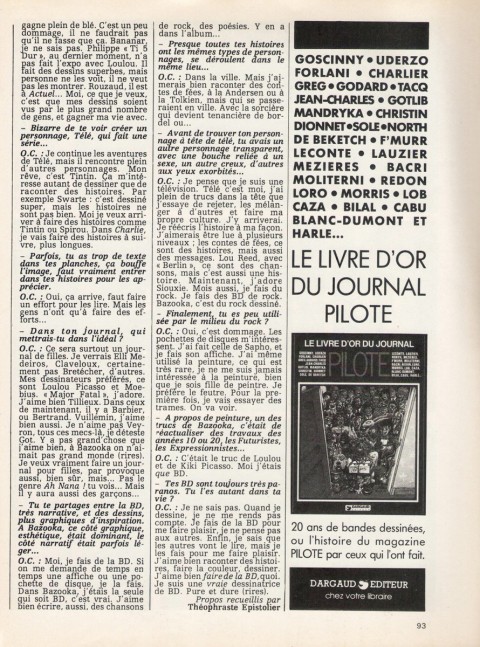 gagne plein de blé. C'est un peu
dommage, il ne faudrait pas
qu'il ne fasse que ça. Bananar,
je ne sais pas. Philippe « Ti 5
Dur », au dernier moment, n'a
pas fait l'expo avec Loulou. Il
fait des dessins superbes, mais
personne ne les voit, il ne veut
pas les montrer. Rouzaud, il est
à Actuel... Moi, ce que je veux,
c'est que mes dessins soient
vus par le plus grand nombre
de gens, et gagner ma vie avec.
- Bizarre de te voir créer un
personnage, Télé, qui fait une
série...
O.C. : Je continue les aventures
de Télé, mais il rencontre plein
d'autres personnages. Mon
rêve, c'est Tintin. Ça m'inté-
resse autant de dessiner que de
raconter des histoires. Par
exemple Swarte : c'est dessiné
super, mais les histoires ne
sont pas bien. Moi je veux arri-
ver à faire des histoires comme
Tintin ou Spirou. Dans Charlie,
je vais faire des histoires à sui-
vre, plus longues.
- Parfois, tu as trop de texte
dans tes planches, ça bouffe
l'image, faut vraiment entrer
dans tes histoires pour les ap-
précier.
O.C. : Oui, ça arrive, faut faire
un effort pour les lire. Mais les
gens n'ont qu'à faire des ef-
forts...
- Dans ton journal, qui
mettrais-tu dans l'idéal ?
O.C. : Ce sera surtout un jour-
nal de filles. Je verrais Elli Me-
deiros, Claveloux, certaine-
ment pas Bretécher, d'autres.
Mes dessinateurs préférés, ce
sont Loulou Picasso et Moe-
bius. « Major Fatal », j'adore.
J'aime bien Tillieux. Dans ceux
de maintenant, il y a Barbier,
ou Bertrand. Vuillemin, j'aime
bien aussi. Je n'aime pas Vey-
ron, tous ces mecs-là, je déteste
Got. Y a pas grand'chose que
j'aime bien, à Bazooka on n'ai-
mait pas grand monde (rires).
Je veux vraiment faire un jour-
nal pour filles, par provoque
aussi, bien sûr, mais... Pas le
genre Ah Nana ! tu vois... Mais
il y aura aussi des garçons...
- Tu te partages entre la BD,
très narrative, et des dessins,
plus graphiques d'inspiration.
A Bazooka, ce côté graphique,
esthétique, était dominant, le
côté narratif était parfois lé-
ger...
O.C. : Moi, je fais de la BD. Si
on me demande de temps en
temps une affiche ou une po-
chette de disque, je la fais.
Dans Bazooka, j'étais la seule
qui soit BD, c'est vrai. J'aime
bien écrire, aussi, des chansons
de rock, des poésies. Y en a
dans l'album...
- Presque toutes tes histoires
ont les mêmes types de person-
nages, se déroulent dans le
même lieu...
O.C. : Dans la ville. Mais j'ai-
merais bien raconter des con-
tes de fées, à la Andersen ou à
la Tolkien, mais qui se passe-
raient en ville. Avec la sorcière
qui devient tenancière de bor-
del ou...
- Avant de trouver ton person-
nage à tête de télé, tu avais un
autre personnage transparent,
avec une bouche reliée à un
sexe, un autre creux, d'autres
aux yeux exorbités...
O.C. : Je pense que je suis une
télévision. Télé c'est moi, j'ai
plein de trucs dans la tête que
j'essaye de rejeter, les mélan-
ger à d'autres et faire ma
propre culture. J'y arriverai.
Je réécris l'histoire à ma façon.
J'aimerais être lue à plusieurs
niveaux ; les contes de fées, ce
sont des histoires, mais aussi
des messages. Lou Reed, avec
« Berlin », ce sont des chan-
sons, mais c'est aussi une his-
toire. Maintenant, j'adore
Siouxie. Mois aussi, je fais du
rock. Je fais des BD de rock.
Bazooka, c'est du rock dessiné.
- Finalement, tu es peu utili-
sée par le milieu du rock ?
O.C. : Oui, c'est dommage. Les
pochettes de disques m'intéres-
sent. J'ai fait celle de Sapho, et
je fais son affiche. J'ai même
utilisé la peinture, ce qui est
très rare, je ne me suis jamais
intéressée à la peinture, bien
que je sois fille de peintre. Je
préfère le feutre. Pour la pre-
mière fois, je vais essayer des
trames. On va voir.
- A propos de peinture, un des
trucs de Bazooka, c'était de
réactualiser des travaux des
années 10 ou 20, les Futuristes,
les Expressionnistes...
O.C. : C'était le truc de Loulou
et de Kiki Picasso. Moi j'étais
que BD.
- Tes BD sont toujours très pa-
ranos. Tu l'es autant dans ta
vie ?
O.C. : Je ne sais pas. Quand je
dessine, je ne me rends pas
compte. Je fais de la BD pour
me faire plaisir, je ne pense pas
aux autres. Enfin, je sais que
les autres vont le lire, mais je
les fais pour me faire plaisir.
J'aime bien raconter des histoi-
res, faire la couleur, dessiner.
J'aime bien faire de la BD, quoi.
Je suis une vraie dessinatrice
de BD. Pure et dure (rires).
Propos recueillis par
Théophraste Epistolier
GOSCINNY • UDERZO
FORLANI • CHARLIER
GREG • GODARD • TACQ
JEAN-CHARLES • GOTLIB
MANDRYKA • CHRISTIN
DIONNET • SOLE • NORTH
DE BEKETCH • F'MURR
LECONTE • LAUZIER
MEZIERES • BACRI
MOLITERNI • REDON
LORO • MORRIS • LOB
CAZA • BILAL • CABU
BLANC-DUMONT ET
HARLE...
LE LIVRE D'OR
DU JOURNAL
PILOTE
LE LIVRE D'OR DU JOURNAL
PILOTE
20 ans de bandes dessinées,
ou l'histoire du magazine
PILOTE par ceux qui l'ont fait.
DARGAUD EDITEUR
chez votre libraire
93